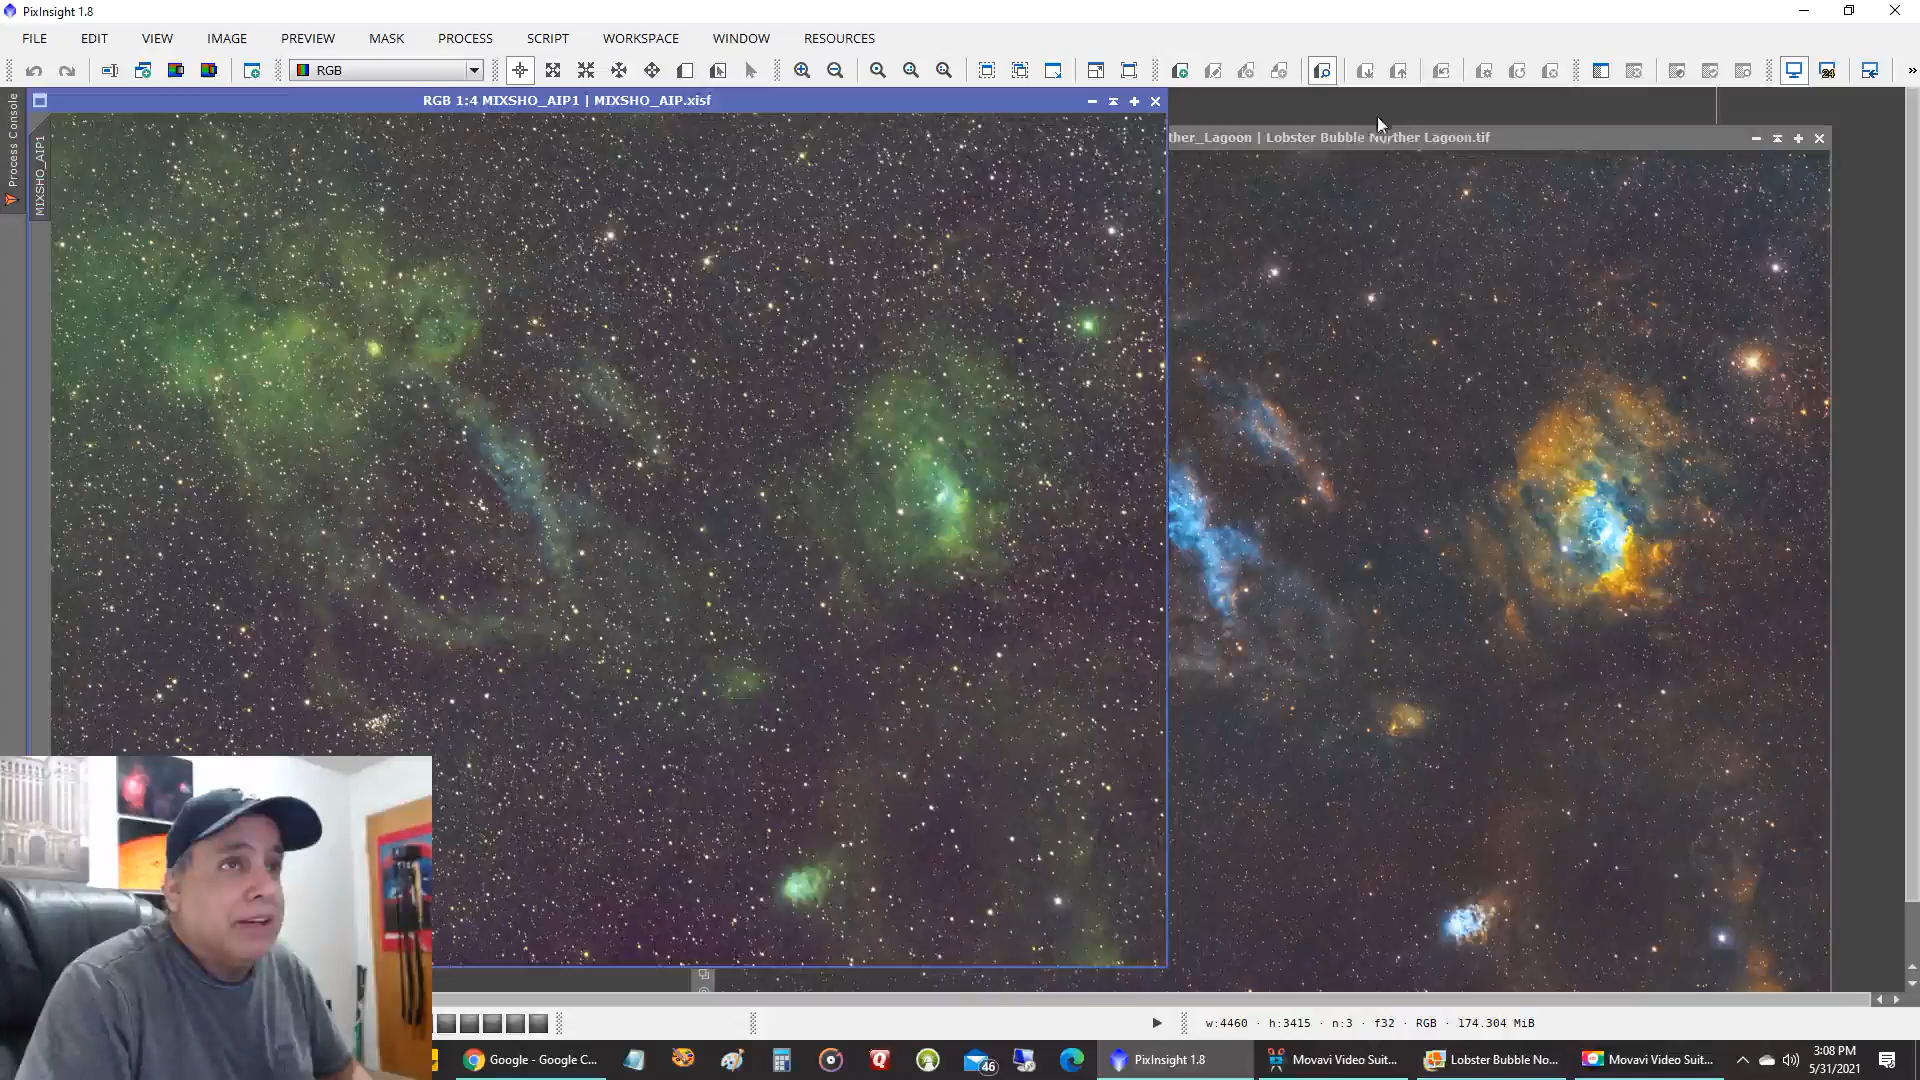 PixInsight 1.8
FILE EDIT VIEW IMAGE PREVIEW MASK PROCESS SCRIPT WORKSPACE WINDOW RESOURCES
RGB
24
Process Console
MIXSHO_AIP1
RGB 1:4 MIXSHO_AIP1 | MIXSHO_AIP.xisf
ther_Lagoon | Lobster Bubble Norther Lagoon.tif
w:4460 · h:3415 · n:3 · f32 · RGB · 174.304 MiB
Google - Google C...
46
PixInsight 1.8
Movavi Video Suit...
Lobster Bubble No...
Movavi Video Suit...
3:08 PM
5/31/2021